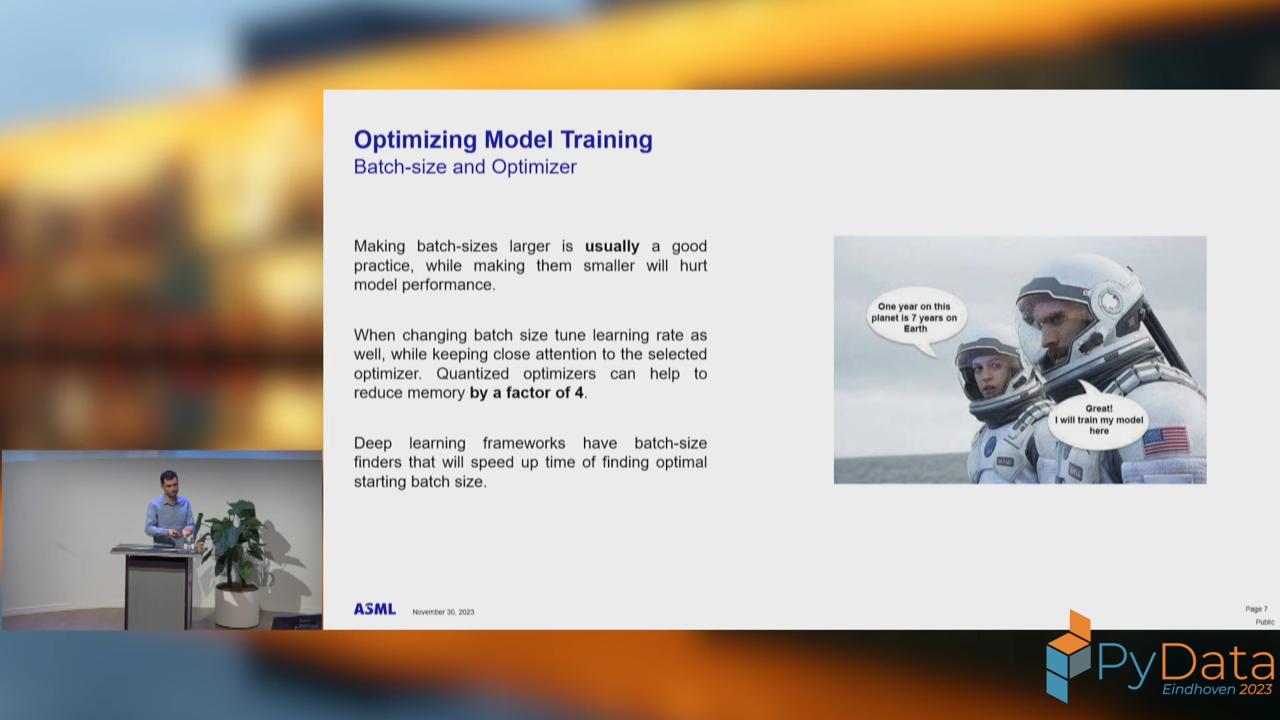 Optimizing Model Training
Batch-size and Optimizer
Making batch-sizes larger is usually a good
practice, while making them smaller will hurt
model performance.
When changing batch size tune learning rate as
well, while keeping close attention to the selected
optimizer. Quantized optimizers can help to
reduce memory by a factor of 4.
Deep learning frameworks have batch-size
finders that will speed up time of finding optimal
starting batch size.
One year on this
planet is 7 years on
Earth
Great!
I will train my model
here
ASML
November 30, 2023
Page 7
Public
PyData
Eindhoven 2023